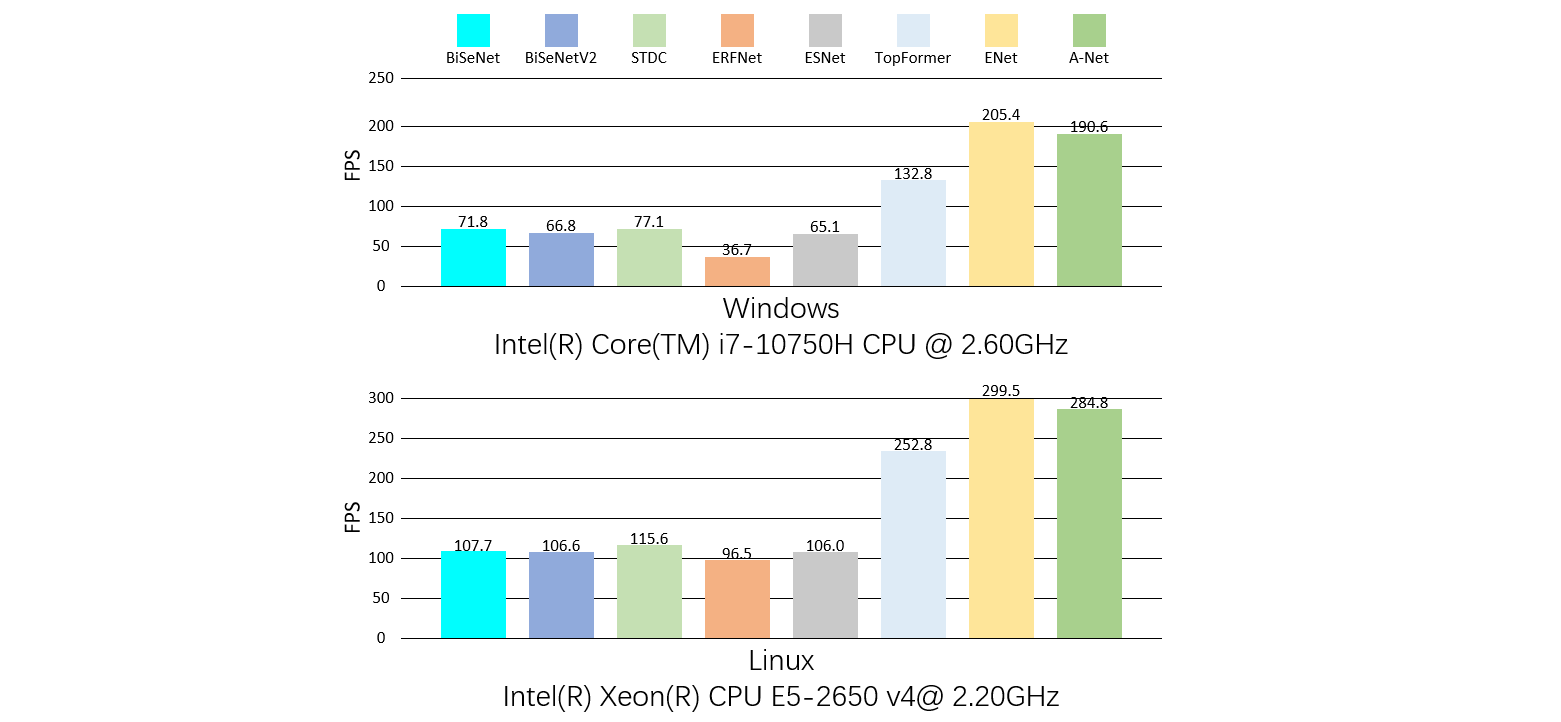 BiSeNet BiSeNetV2 STDC ERFNet ESNet TopFormer ENet A-Net
250
200
150
100
50
0
FPS
71.8 66.8 77.1 36.7 65.1 132.8 205.4 190.6
Windows
Intel(R) Core(TM) i7-10750H CPU @ 2.60GHz
300
250
200
150
100
50
0
FPS
107.7 106.6 115.6 96.5 106.0 252.8 299.5 284.8
Linux
Intel(R) Xeon(R) CPU E5-2650 v4@ 2.20GHz